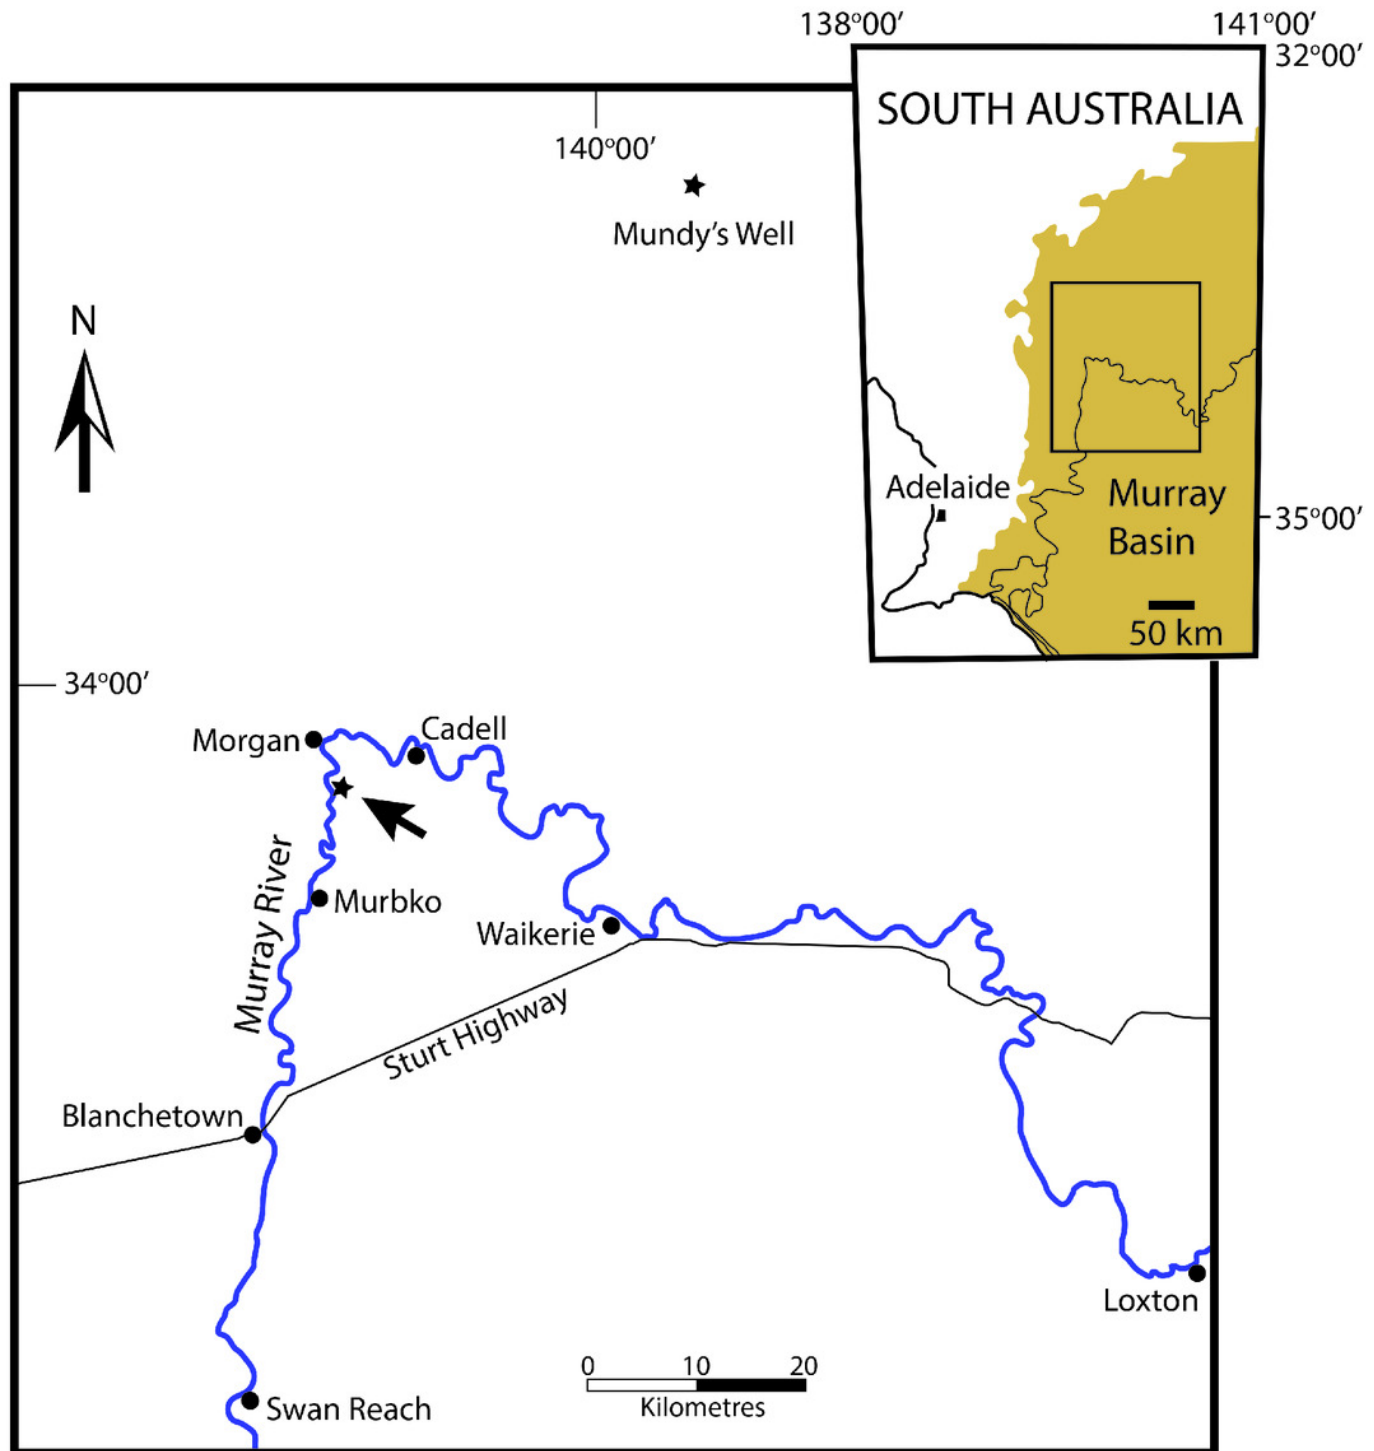 138°00′
141°00′
32°00′
SOUTH AUSTRALIA
140°00′
Mundy’s Well
N
Adelaide
Murray
Basin
35°00′
50 km
34°00′
Morgan
Cadell
Murray River
Murbko
Waikerie
Sturt Highway
Blanchetown
Loxton
0 10 20
Kilometres
Swan Reach